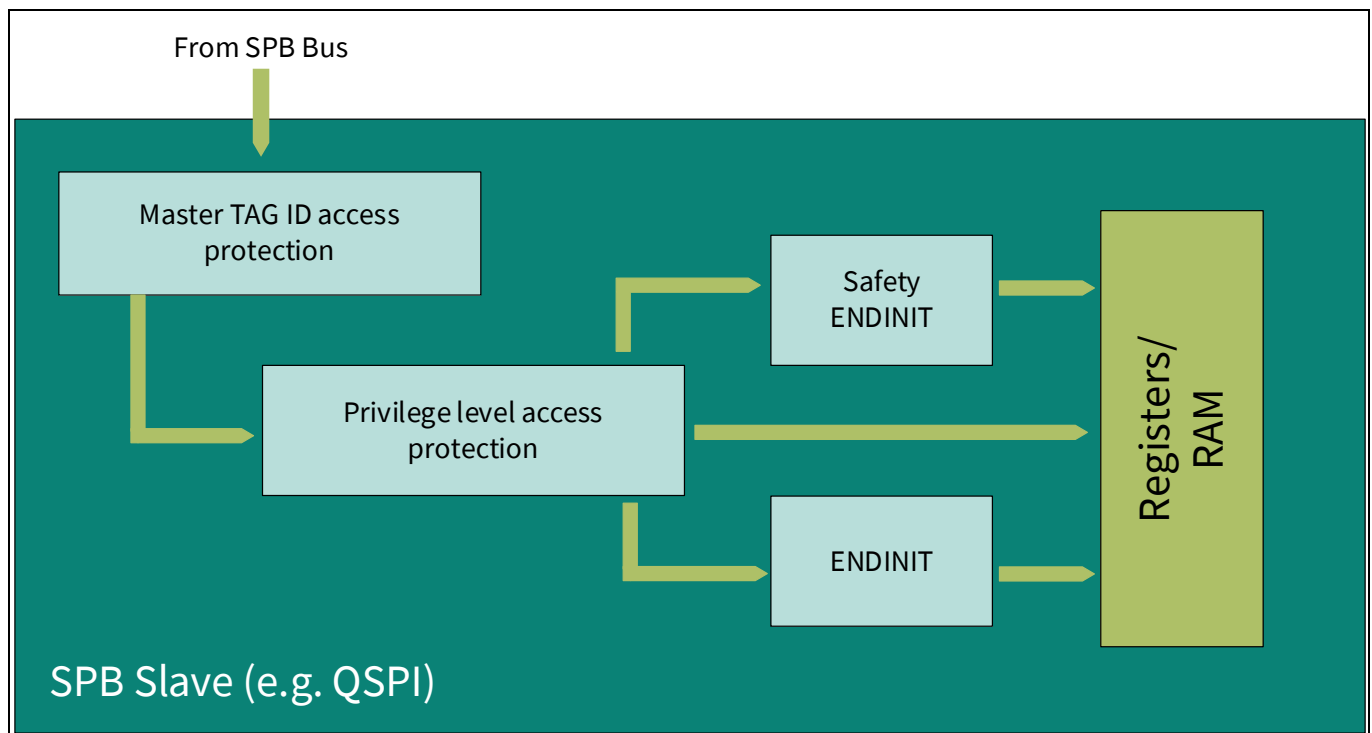 From SPB Bus
Master TAG ID access
protection
Safety
ENDINIT
Privilege level access
protection
ENDINIT
Registers/
RAM
SPB Slave (e.g. QSPI)